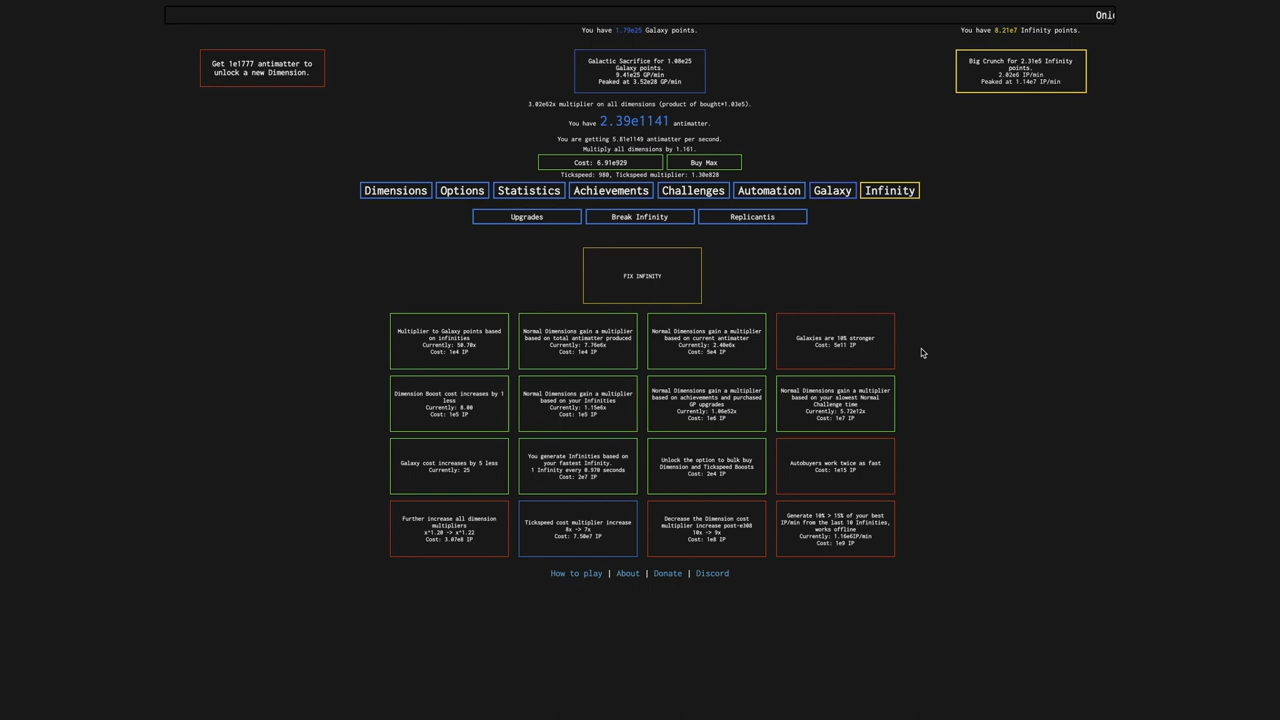 You have 1.79e25 Galaxy points.
You have 8.21e7 Infinity points.
Get 1e1777 antimatter to
unlock a new Dimension.
Galactic Sacrifice for 1.08e25
Galaxy points.
9.41e25 GP/min
Peaked at 3.52e28 GP/min
Big Crunch for 2.31e5 Infinity
points.
2.02e6 IP/min
Peaked at 1.14e7 IP/min
3.02e62x multiplier on all dimensions (product of bought*1.03e5).
You have 2.39e1141 antimatter.
You are getting 5.81e1149 antimatter per second.
Multiply all dimensions by 1.161.
Cost: 6.91e929
Buy Max
Tickspeed: 980, Tickspeed multiplier: 1.30e828
Dimensions
Options
Statistics
Achievements
Challenges
Automation
Galaxy
Infinity
Upgrades
Break Infinity
Replicantis
FIX INFINITY
Multiplier to Galaxy points based
on infinities
Currently: 50.70x
Cost: 1e4 IP
Normal Dimensions gain a multiplier
based on total antimatter produced
Currently: 7.76e6x
Cost: 1e4 IP
Normal Dimensions gain a multiplier
based on current antimatter
Currently: 2.40e6x
Cost: 5e4 IP
Galaxies are 10% stronger
Cost: 5e11 IP
Dimension Boost cost increases by 1
less
Currently: 8.00
Cost: 1e5 IP
Normal Dimensions gain a multiplier
based on your Infinities
Currently: 1.15e6x
Cost: 1e5 IP
Normal Dimensions gain a multiplier
based on achievements and purchased
GP upgrades
Currently: 1.06e52x
Cost: 1e6 IP
Normal Dimensions gain a multiplier
based on your slowest Normal
Challenge time
Currently: 5.72e12x
Cost: 1e7 IP
Galaxy cost increases by 5 less
Currently: 25
You generate Infinities based on
your fastest Infinity.
1 Infinity every 0.970 seconds
Cost: 2e7 IP
Unlock the option to bulk buy
Dimension and Tickspeed Boosts
Cost: 2e4 IP
Autobuyers work twice as fast
Cost: 1e15 IP
Further increase all dimension
multipliers
x^1.20 -> x^1.22
Cost: 3.07e8 IP
Tickspeed cost multiplier increase
8x -> 7x
Cost: 7.50e7 IP
Decrease the Dimension cost
multiplier increase post-e308
10x -> 9x
Cost: 1e8 IP
Generate 10% > 15% of your best
IP/min from the last 10 Infinities,
works offline
Currently: 1.16e6IP/min
Cost: 1e9 IP
How to play | About | Donate | Discord